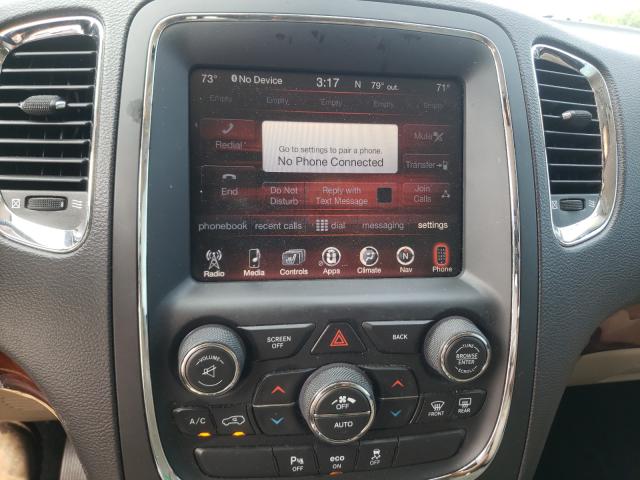 73° No Device 3:17 N 79° out. 71°
Empty Empty Empty Empty Empty
Redial
Go to settings to pair a phone.
No Phone Connected
Mute
Transfer
End
Do Not
Disturb
Reply with
Text Message
Join
Calls
phonebook recent calls dial messaging settings
Radio Media Controls Apps Climate Nav Phone
VOLUME
SCREEN
OFF
BACK
TUNE
BROWSE
ENTER
SCROLL
OFF
AUTO
A/C
FRONT
REAR
P
eco
ON
OFF